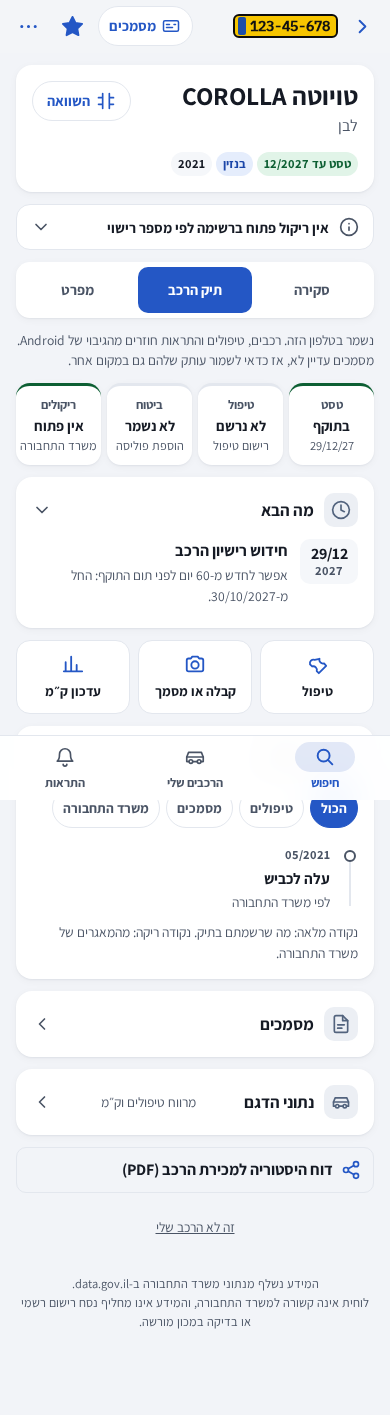 123-45-678
מסמכים
טויוטה COROLLA
השוואה
לבן
טסט עד 12/2027
בנזין
2021
אין ריקול פתוח ברשימה לפי מספר רישוי
סקירה
תיק הרכב
מפרט
נשמר בטלפון הזה. רכבים, טיפולים והתראות חוזרים מהגיבוי של Android.
מסמכים עדיין לא, אז כדאי לשמור עותק שלהם גם במקום אחר.
טסט
בתוקף
29/12/27
טיפול
לא נרשם
רישום טיפול
ביטוח
לא נשמר
הוספת פוליסה
ריקולים
אין פתוח
משרד התחבורה
מה הבא
29/12
2027
חידוש רישיון הרכב
אפשר לחדש מ-60 יום לפני תום התוקף: החל
מ-30/10/2027.
טיפול
קבלה או מסמך
עדכון ק״מ
חיפוש
הרכבים שלי
התראות
הכול
טיפולים
מסמכים
משרד התחבורה
05/2021
עלה לכביש
לפי משרד התחבורה
נקודה מלאה: מה שרשמתם בתיק. נקודה ריקה: מהמאגרים של
משרד התחבורה.
מסמכים
נתוני הדגם
מרווח טיפולים וק״מ
דוח היסטוריה למכירת הרכב (PDF)
זה לא הרכב שלי
המידע נשלף מנתוני משרד התחבורה ב-data.gov.il.
לוחית אינה קשורה למשרד התחבורה, והמידע אינו מחליף נסח רישום רשמי
או בדיקה במכון מורשה.